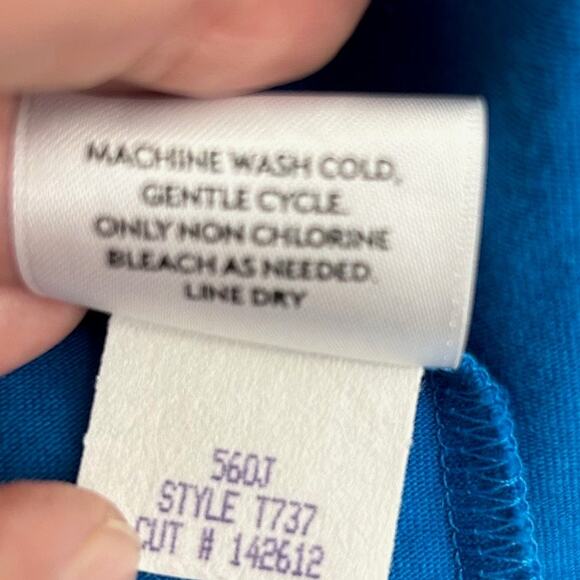 MACHINE WASH COLD,
GENTLE CYCLE.
ONLY NON CHLORINE
BLEACH AS NEEDED.
LINE DRY
560J
STYLE T737
CUT # 142612